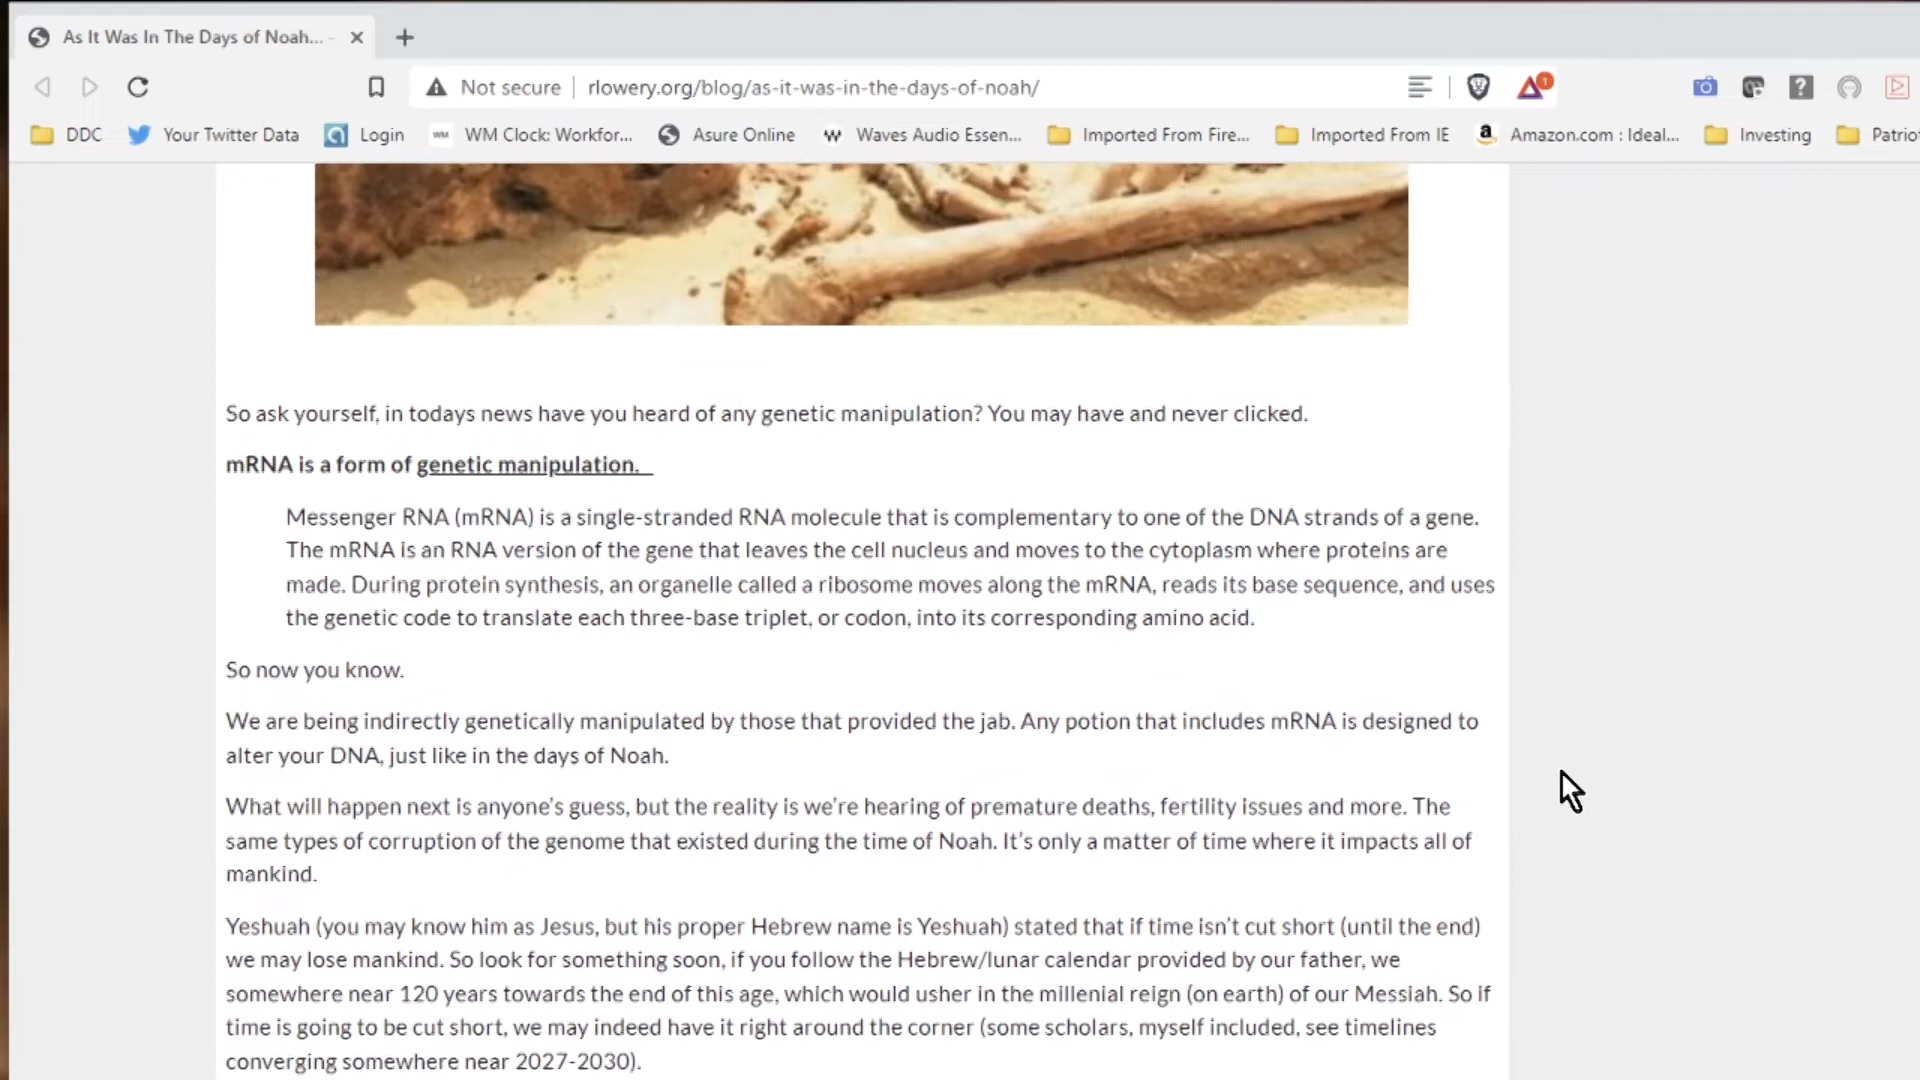 As It Was In The Days of Noah...
Not secure rlowery.org/blog/as-it-was-in-the-days-of-noah/ 1
DDC Your Twitter Data Login WM WM Clock: Workfor... Asure Online W Waves Audio Essen... Imported From Fire... Imported From IE a Amazon.com : Ideal... Investing Patrio
So ask yourself, in todays news have you heard of any genetic manipulation? You may have and never clicked.
mRNA is a form of genetic manipulation.
Messenger RNA (mRNA) is a single-stranded RNA molecule that is complementary to one of the DNA strands of a gene.
The mRNA is an RNA version of the gene that leaves the cell nucleus and moves to the cytoplasm where proteins are
made. During protein synthesis, an organelle called a ribosome moves along the mRNA, reads its base sequence, and uses
the genetic code to translate each three-base triplet, or codon, into its corresponding amino acid.
So now you know.
We are being indirectly genetically manipulated by those that provided the jab. Any potion that includes mRNA is designed to
alter your DNA, just like in the days of Noah.
What will happen next is anyone's guess, but the reality is we're hearing of premature deaths, fertility issues and more. The
same types of corruption of the genome that existed during the time of Noah. It's only a matter of time where it impacts all of
mankind.
Yeshuah (you may know him as Jesus, but his proper Hebrew name is Yeshuah) stated that if time isn't cut short (until the end)
we may lose mankind. So look for something soon, if you follow the Hebrew/lunar calendar provided by our father, we
somewhere near 120 years towards the end of this age, which would usher in the millenial reign (on earth) of our Messiah. So if
time is going to be cut short, we may indeed have it right around the corner (some scholars, myself included, see timelines
converging somewhere near 2027-2030).